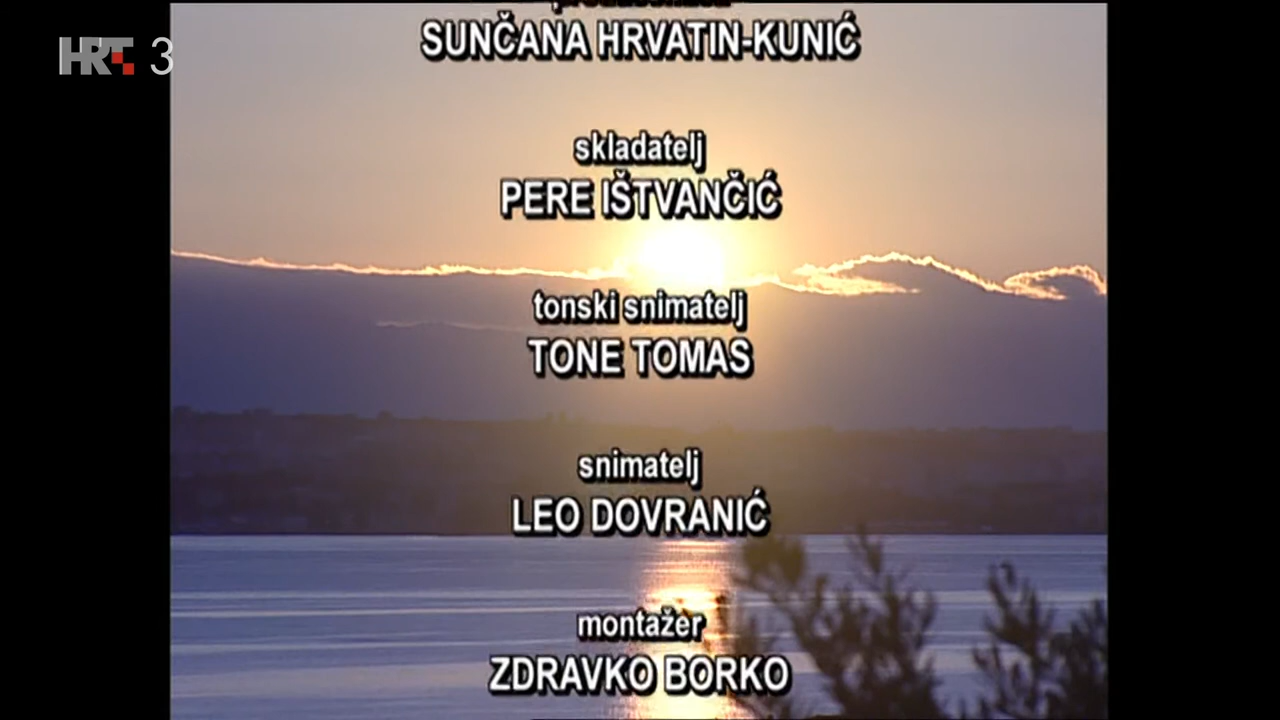 HRT 3
SUNČANA HRVATIN-KUNIĆ
skladatelj
PERE IŠTVANČIĆ
tonski snimatelj
TONE TOMAS
snimatelj
LEO DOVRANIĆ
montažer
ZDRAVKO BORKO